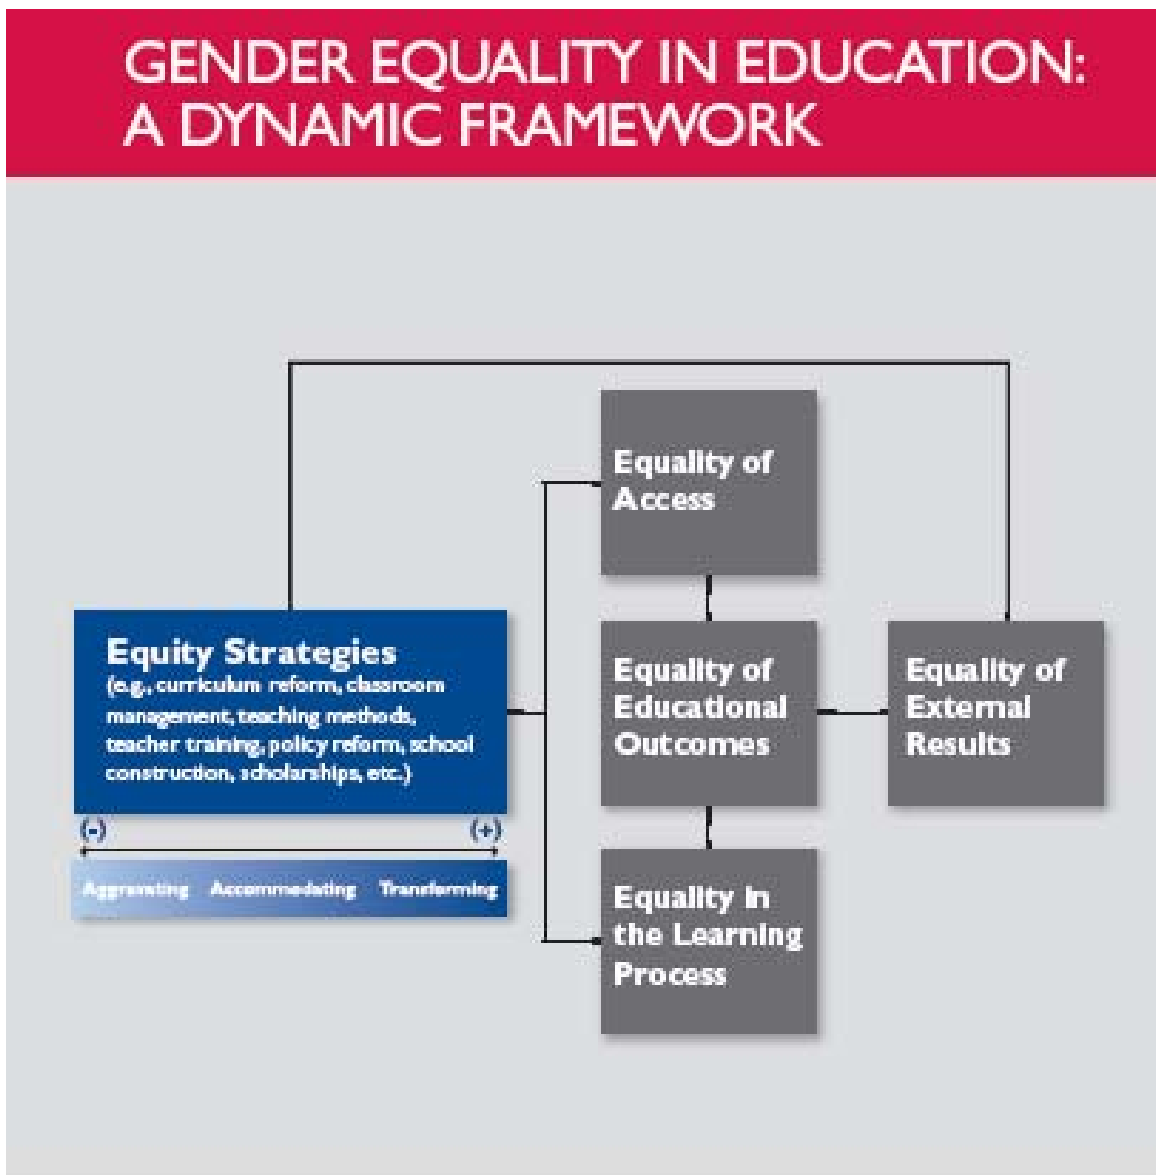 GENDER EQUALITY IN EDUCATION:
A DYNAMIC FRAMEWORK
Equality of
Access
Equity Strategies
(e.g., curriculum reform, classroom
management, teaching methods,
teacher training, policy reform, school
construction, scholarships, etc.)
(-) (+)
Aggravating Accommodating Transforming
Equality of
Educational
Outcomes
Equality of
External
Results
Equality in
the Learning
Process